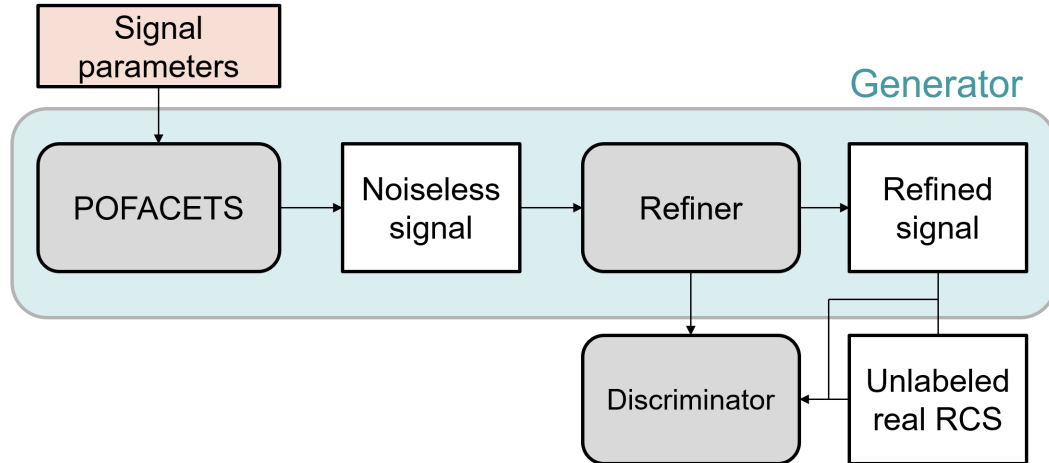 Signal
parameters
Generator
POFACETS
Noiseless
signal
Refiner
Refined
signal
Discriminator
Unlabeled
real RCS